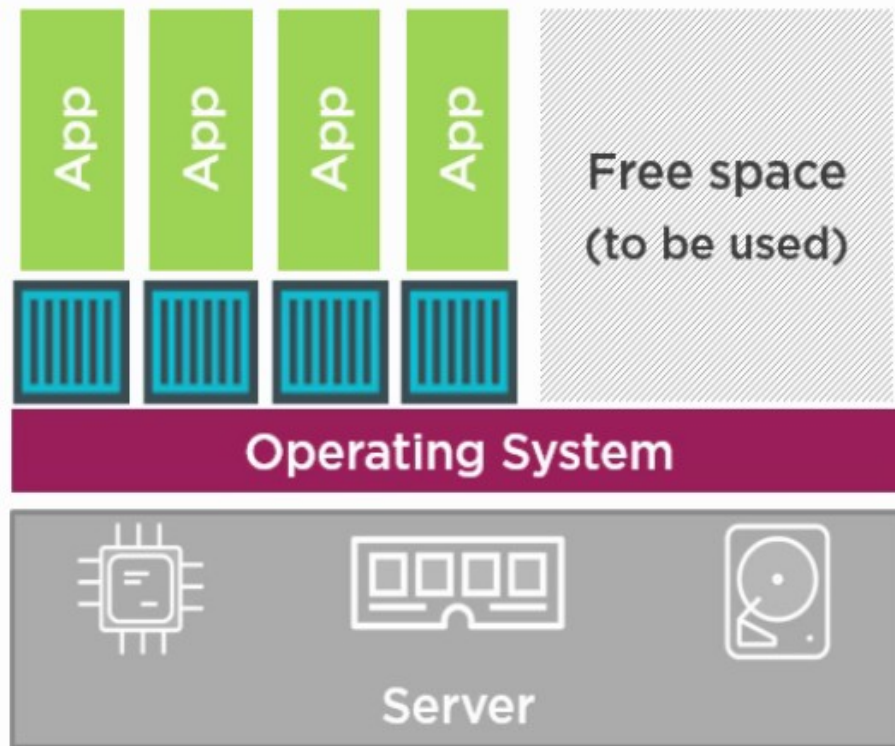 App App App App
Free space
(to be used)
Operating System
Server